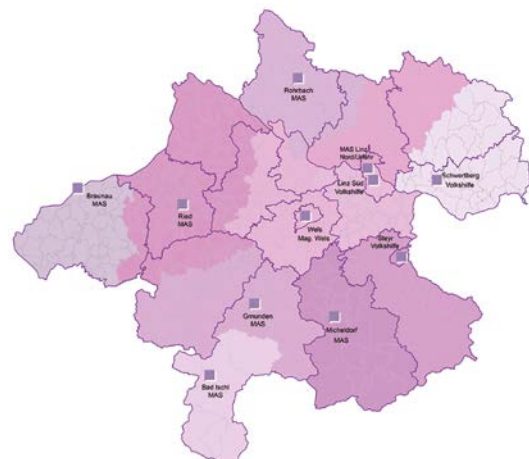 Rohrbach
MAS
MAS Linz
Nord/Urfahr
Linz Süd
Volkshilfe
Schwertberg
Volkshilfe
Braunau
MAS
Ried
MAS
Wels
Mag. Wels
Steyr
Volkshilfe
Gmunden
MAS
Micheldorf
MAS
Bad Ischl
MAS